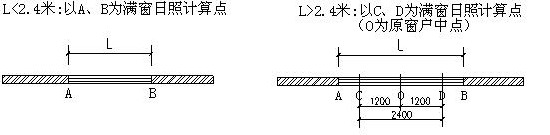 L<2.4米:以A、B为满窗日照计算点
L
A B
L>2.4米:以C、D为满窗日照计算点
(O为原窗户中点)
L
A C O D B
1200 1200
2400